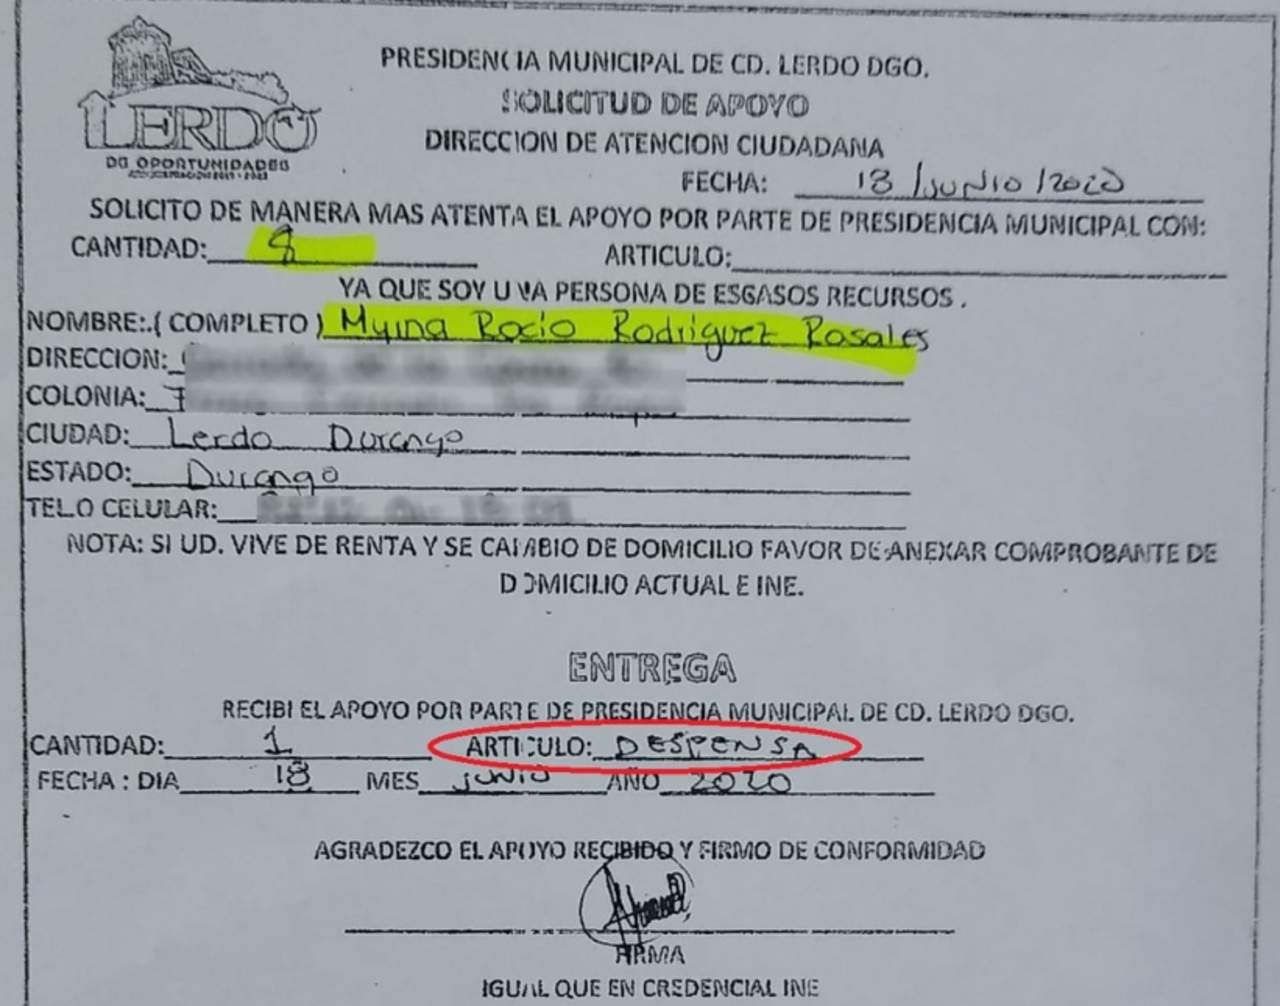 LERDO
DE OPORTUNIDADES
PRESIDENCIA MUNICIPAL DE CD. LERDO DGO.
SOLICITUD DE APOYO
DIRECCION DE ATENCION CIUDADANA
FECHA: 18/JUNIO/2020
SOLICITO DE MANERA MAS ATENTA EL APOYO POR PARTE DE PRESIDENCIA MUNICIPAL CON:
CANTIDAD: ARTICULO:
YA QUE SOY UNA PERSONA DE ESGASOS RECURSOS.
NOMBRE:.( COMPLETO ) Myrna Rocio Rodriguez Rosales
DIRECCION:
COLONIA:
CIUDAD: Lerdo Durango
ESTADO: Durango
TEL.O CELULAR:
NOTA: SI UD. VIVE DE RENTA Y SE CAMBIO DE DOMICILIO FAVOR DE ANEXAR COMPROBANTE DE
DOMICILIO ACTUAL E INE.
ENTREGA
RECIBI EL APOYO POR PARTE DE PRESIDENCIA MUNICIPAL DE CD. LERDO DGO.
CANTIDAD: 1 ARTICULO: DESPENSA
FECHA : DIA 18 MES JUNIO AÑO 2020
AGRADEZCO EL APOYO RECIBIDO Y FIRMO DE CONFORMIDAD
FIRMA
IGUAL QUE EN CREDENCIAL INE